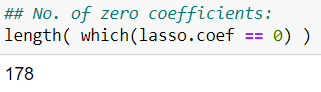 ## No. of zero coefficients:
length( which(lasso.coef == 0) )
178